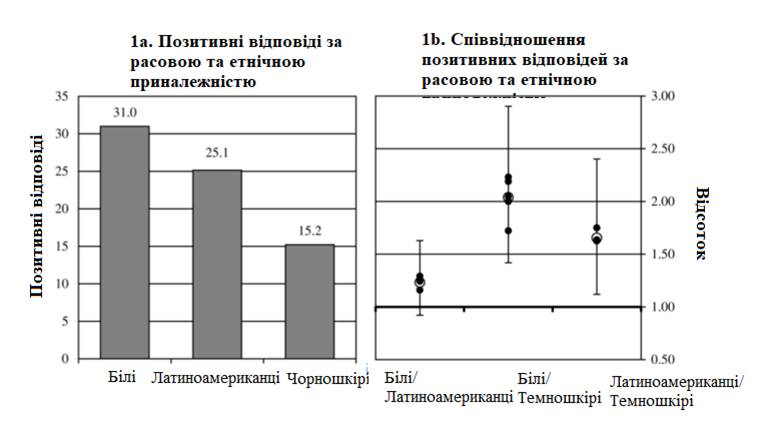 1a. Позитивні відповіді за
расовою та етнічною
приналежністю
Позитивні відповіді
35
30
25
20
15
10
5
0
31.0
25.1
15.2
Білі
Латиноамериканці
Чорношкірі
1b. Співвідношення
позитивних відповідей за
расовою та етнічною
3.00
2.50
2.00
1.50
1.00
0.50
Відсоток
Білі/
Латиноамериканці
Білі/
Темношкірі
Латиноамериканці/
Темношкірі